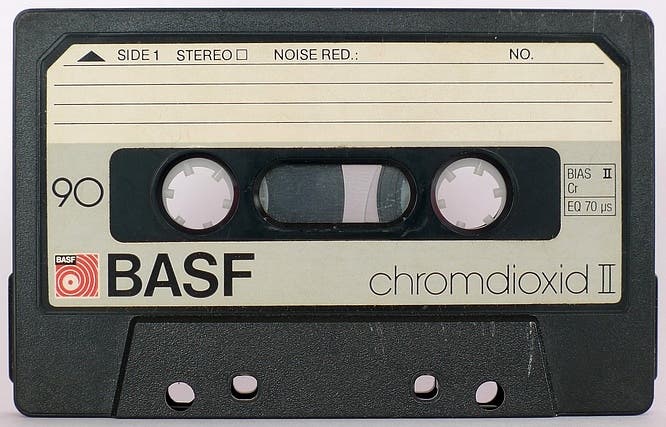 SIDE 1 STEREO NOISE RED.: NO.
90
BIAS II
Cr
EQ 70 µs
BASF
BASF
chromdioxid II